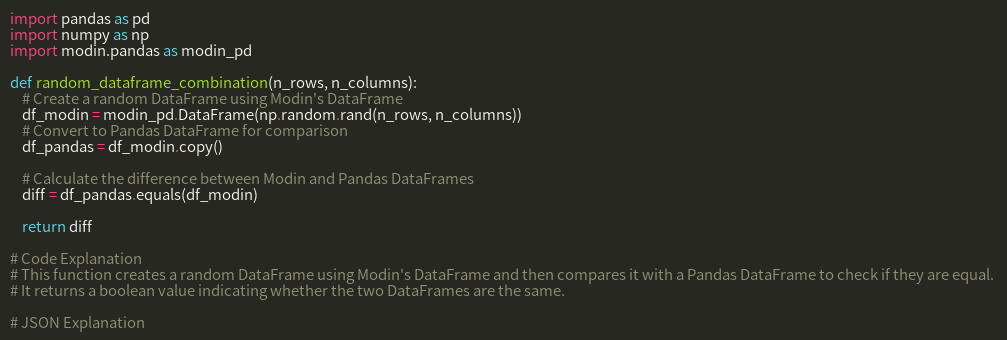 import pandas as pd
import numpy as np
import modin.pandas as modin_pd

def random_dataframe_combination(n_rows, n_columns):
    # Create a random DataFrame using Modin's DataFrame
    df_modin = modin_pd.DataFrame(np.random.rand(n_rows, n_columns))
    # Convert to Pandas DataFrame for comparison
    df_pandas = df_modin.copy()

    # Calculate the difference between Modin and Pandas DataFrames
    diff = df_pandas.equals(df_modin)

    return diff

# Code Explanation
# This function creates a random DataFrame using Modin's DataFrame and then compares it with a Pandas DataFrame to check if they are equal.
# It returns a boolean value indicating whether the two DataFrames are the same.

# JSON Explanation